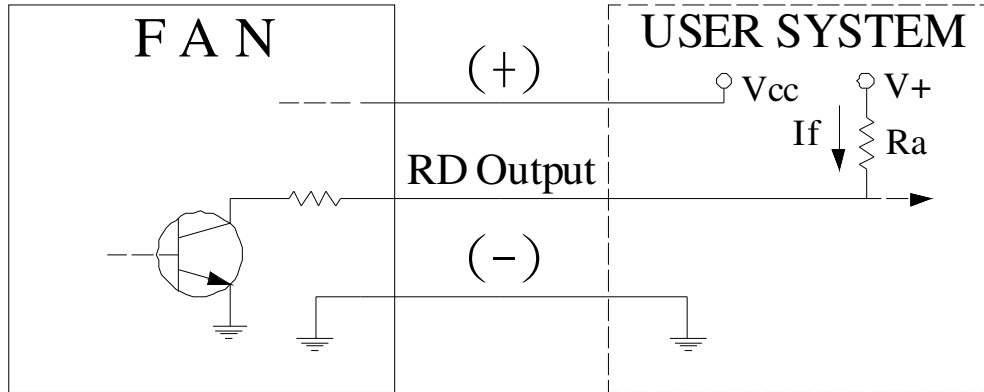 F A N
USER SYSTEM
(+)
Vcc
V+
If
Ra
RD Output
(-)